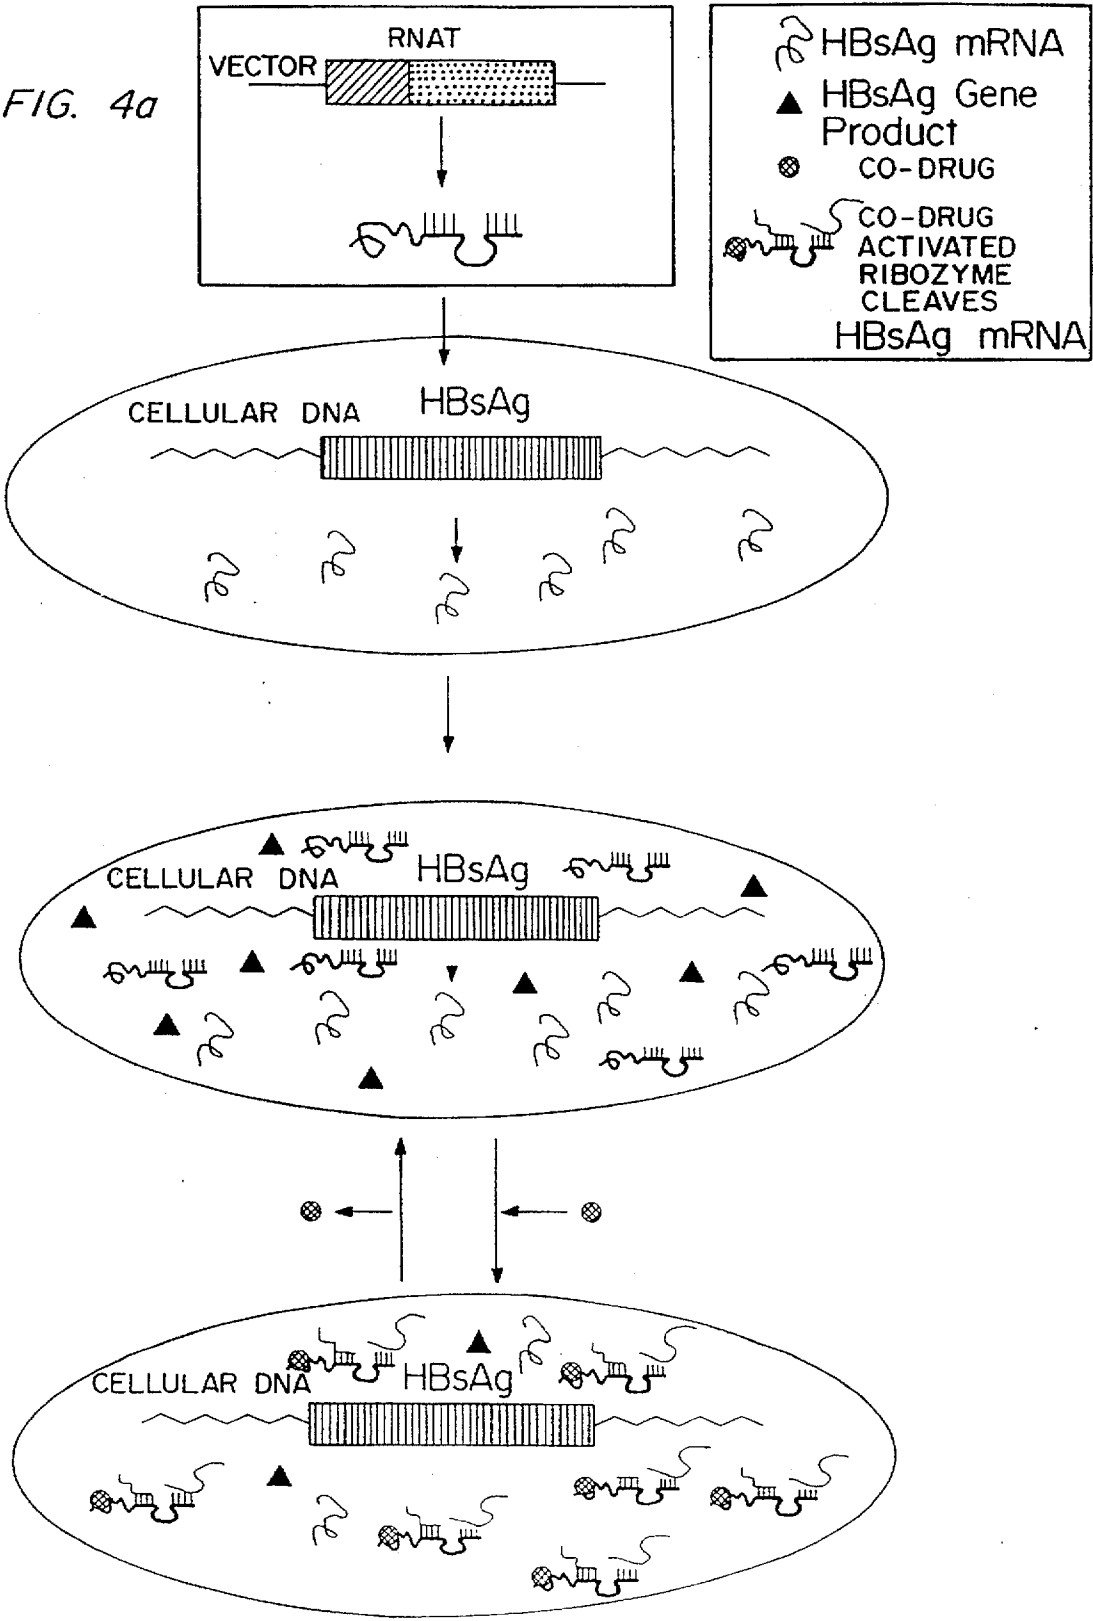 FIG. 4a
RNAT
VECTOR
HBsAg mRNA
HBsAg Gene
Product
CO-DRUG
CO-DRUG
ACTIVATED
RIBOZYME
CLEAVES
HBsAg mRNA
CELLULAR DNA HBsAg
CELLULAR DNA HBsAg
CELLULAR DNA HBsAg